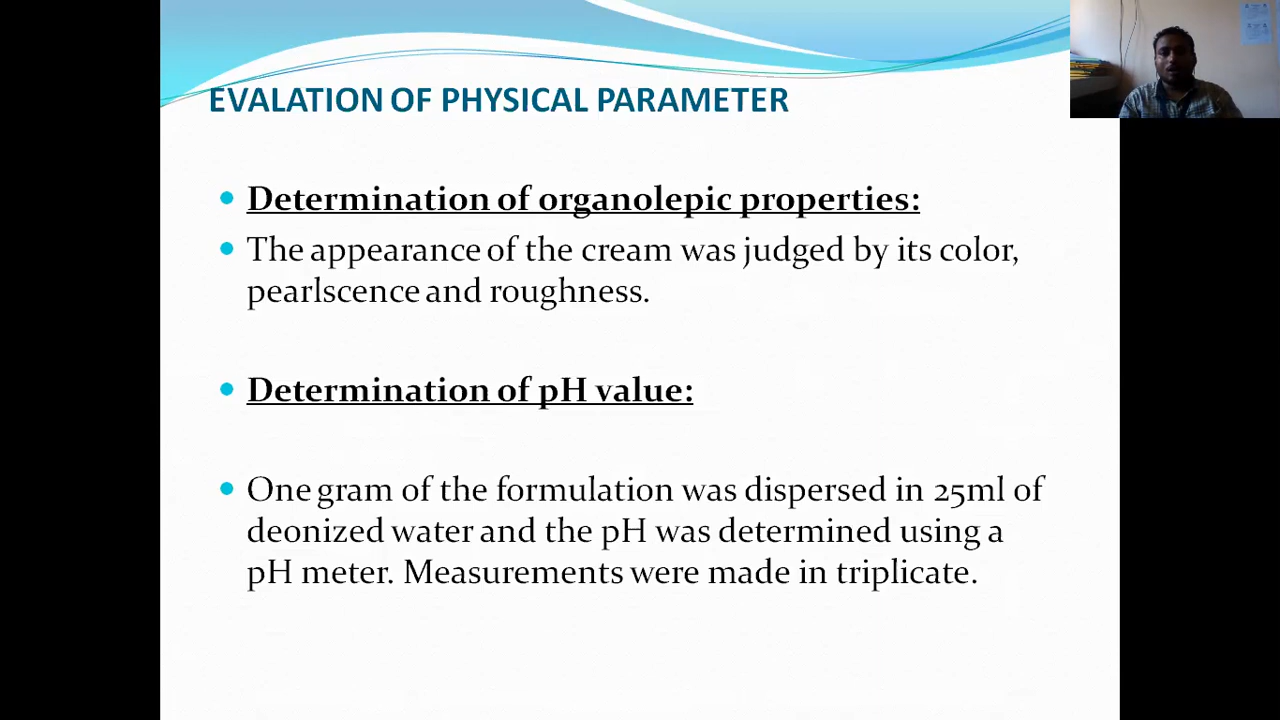 EVALATION OF PHYSICAL PARAMETER
Determination of organolepic properties:
The appearance of the cream was judged by its color,
pearlscence and roughness.
Determination of pH value:
One gram of the formulation was dispersed in 25ml of
deonized water and the pH was determined using a
pH meter. Measurements were made in triplicate.